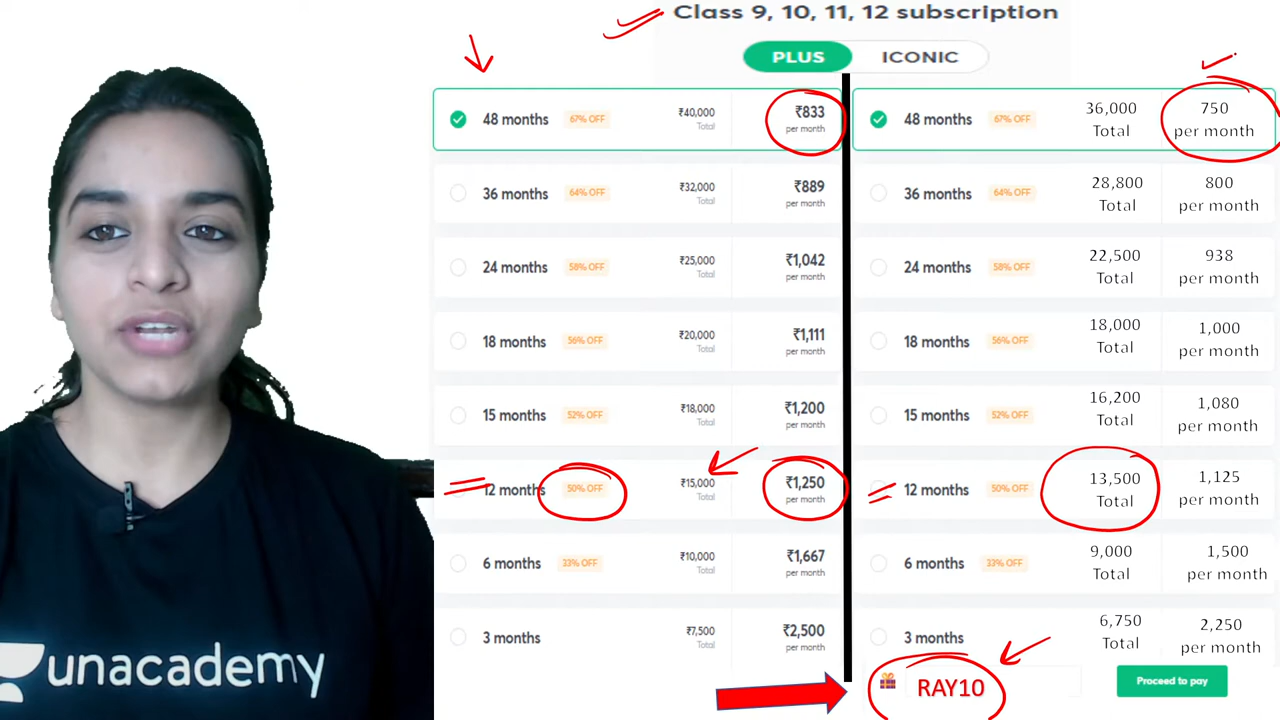 Class 9, 10, 11, 12 subscription
PLUS ICONIC
48 months 67% OFF ₹40,000 Total ₹833 per month
36 months 64% OFF ₹32,000 Total ₹889 per month
24 months 58% OFF ₹25,000 Total ₹1,042 per month
18 months 56% OFF ₹20,000 Total ₹1,111 per month
15 months 52% OFF ₹18,000 Total ₹1,200 per month
12 months 50% OFF ₹15,000 Total ₹1,250 per month
6 months 33% OFF ₹10,000 Total ₹1,667 per month
3 months ₹7,500 Total ₹2,500 per month
48 months 67% OFF 36,000 Total 750 per month
36 months 64% OFF 28,800 Total 800 per month
24 months 58% OFF 22,500 Total 938 per month
18 months 56% OFF 18,000 Total 1,000 per month
15 months 52% OFF 16,200 Total 1,080 per month
12 months 50% OFF 13,500 Total 1,125 per month
6 months 33% OFF 9,000 Total 1,500 per month
3 months 6,750 Total 2,250 per month
RAY10 Proceed to pay
unacademy